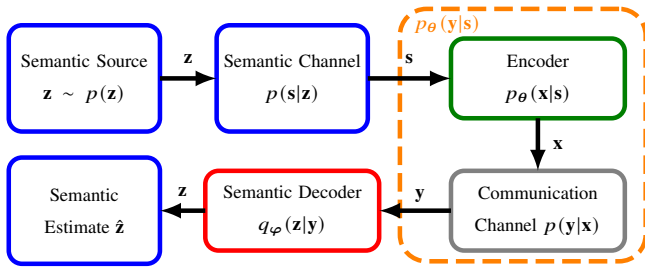 p_θ(y|s)
Semantic Source
z ∼ p(z)
z
Semantic Channel
p(s|z)
s
Encoder
p_θ(x|s)
x
Semantic
Estimate ẑ
z
Semantic Decoder
q_φ(z|y)
y
Communication
Channel p(y|x)